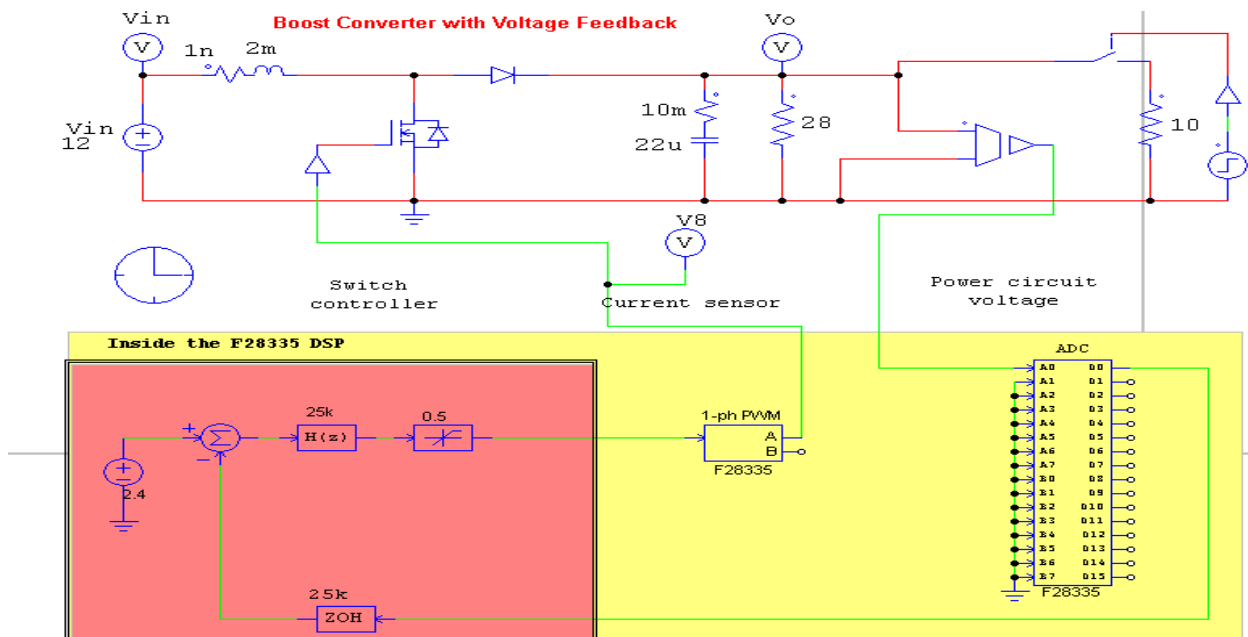 Vin
Boost Converter with Voltage Feedback
Vo
V
V
1n
2m
Vin
12
10m
22u
28
10
V8
V
Switch
controller
Current sensor
Power circuit
voltage
Inside the F28335 DSP
ADC
25k
H(z)
0.5
1-ph PWM
A
B
F28335
+
Σ
-
2.4
25k
ZOH
A0 D0
A1 D1
A2 D2
A3 D3
A4 D4
A5 D5
A6 D6
A7 D7
B0 D8
B1 D9
B2 D10
B3 D11
B4 D12
B5 D13
B6 D14
B7 D15
F28335